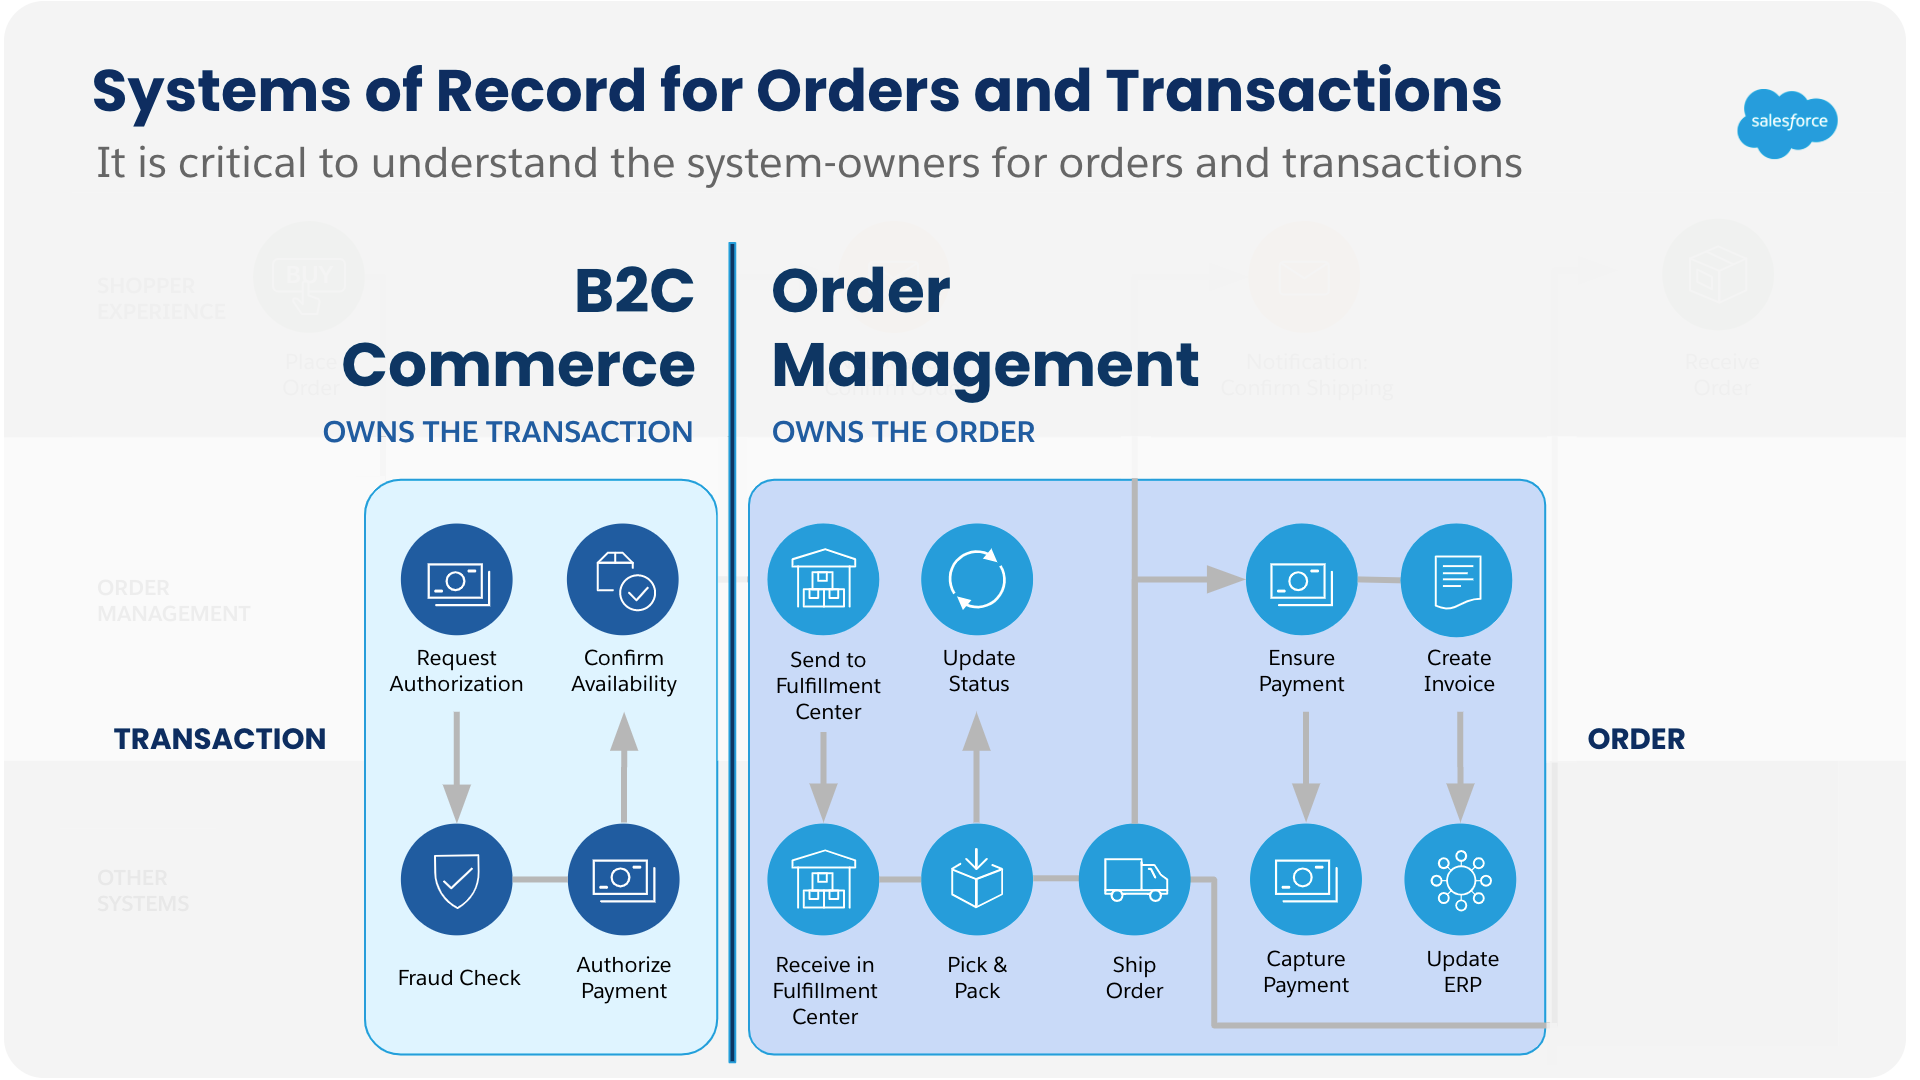 Systems of Record for Orders and Transactions
It is critical to understand the system-owners for orders and transactions
salesforce
SHOPPER
EXPERIENCE
BUY
Place
Order
B2C
Commerce
OWNS THE TRANSACTION
Order
Management
OWNS THE ORDER
Notification
Confirm Shipping
Receive
Order
ORDER
MANAGEMENT
Request
Authorization
Confirm
Availability
Send to
Fulfillment
Center
Update
Status
Ensure
Payment
Create
Invoice
TRANSACTION
ORDER
OTHER
SYSTEMS
Fraud Check
Authorize
Payment
Receive in
Fulfillment
Center
Pick &
Pack
Ship
Order
Capture
Payment
Update
ERP